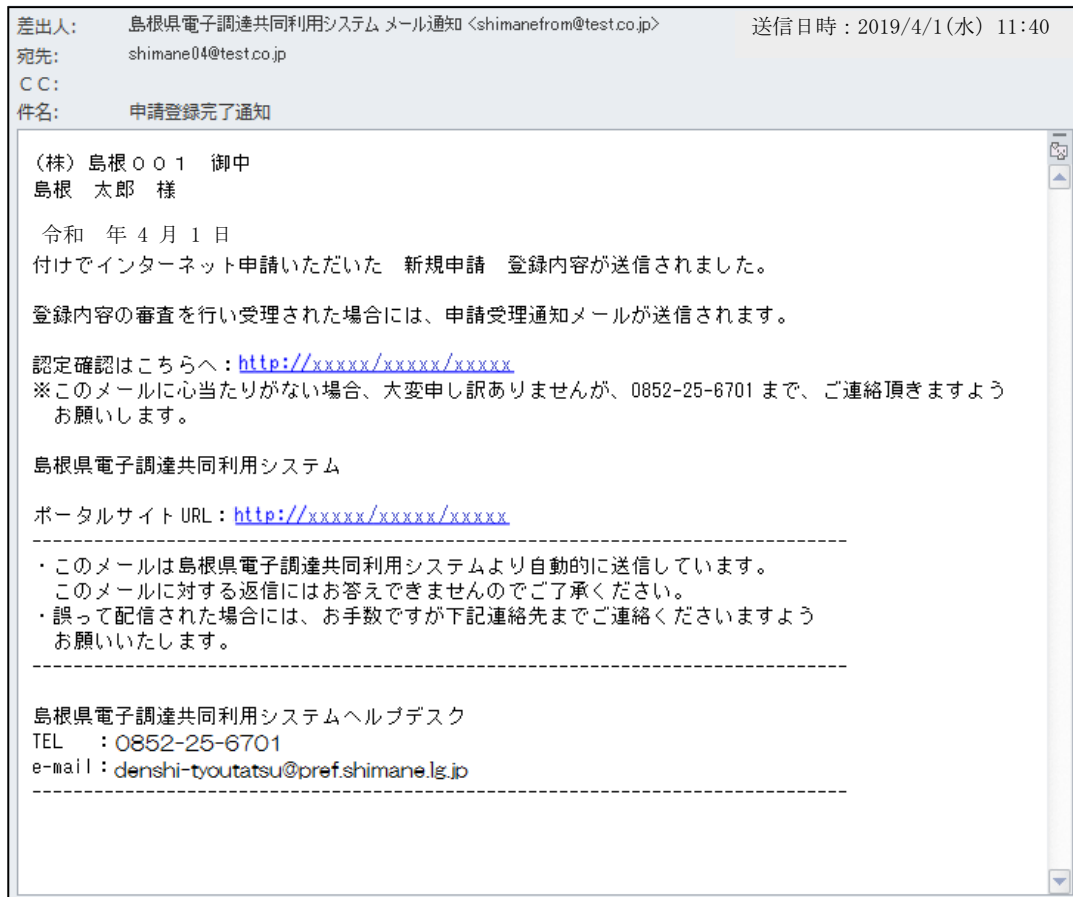 差出人: 島根県電子調達共同利用システム メール通知 <shimanefrom@test.co.jp> 送信日時：2019/4/1(水) 11:40
宛先: shimane04@test.co.jp
ＣＣ:
件名: 申請登録完了通知
（株）島根００１　御中
島根　太郎　様
令和　年 4 月 1 日
付けでインターネット申請いただいた　新規申請　登録内容が送信されました。
登録内容の審査を行い受理された場合には、申請受理通知メールが送信されます。
認定確認はこちらへ：http://xxxxx/xxxxx/xxxxx
※このメールに心当たりがない場合、大変申し訳ありませんが、0852-25-6701 まで、ご連絡頂きますよう
お願いします。
島根県電子調達共同利用システム
ポータルサイト URL：http://xxxxx/xxxxx/xxxxx
--------------------------------------------------------------------------------
・このメールは島根県電子調達共同利用システムより自動的に送信しています。
このメールに対する返信にはお答えできませんのでご了承ください。
・誤って配信された場合には、お手数ですが下記連絡先までご連絡くださいますよう
お願いいたします。
--------------------------------------------------------------------------------
島根県電子調達共同利用システムヘルプデスク
TEL　：0852-25-6701
e-mail：denshi-tyoutatsu@pref.shimane.lg.jp
--------------------------------------------------------------------------------